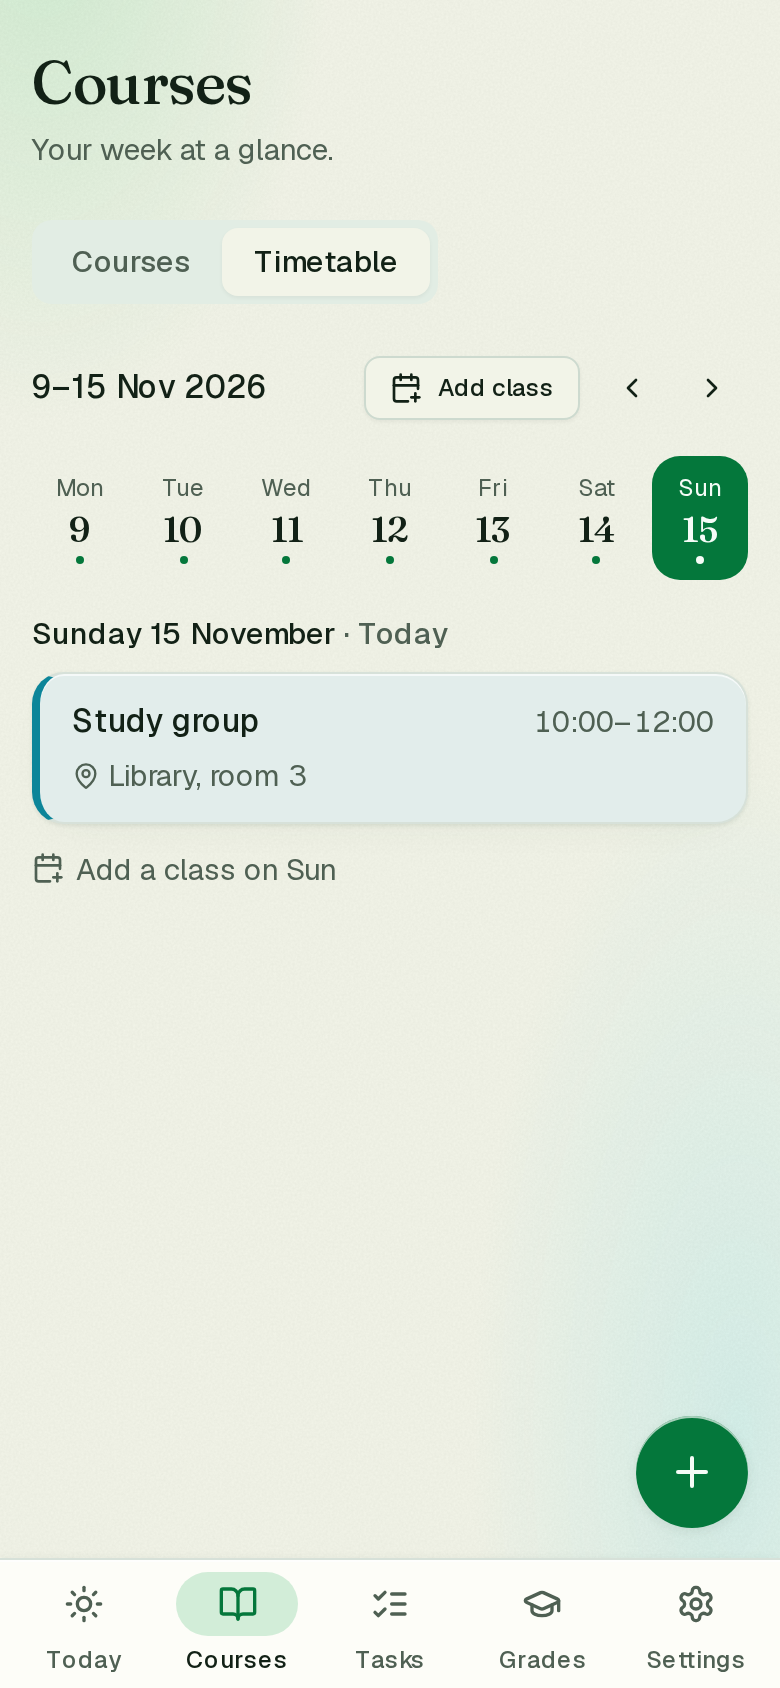 Courses
Your week at a glance.
Courses Timetable
9–15 Nov 2026 Add class
Mon Tue Wed Thu Fri Sat Sun
9 10 11 12 13 14 15
Sunday 15 November · Today
Study group 10:00–12:00
Library, room 3
Add a class on Sun
Today Courses Tasks Grades Settings